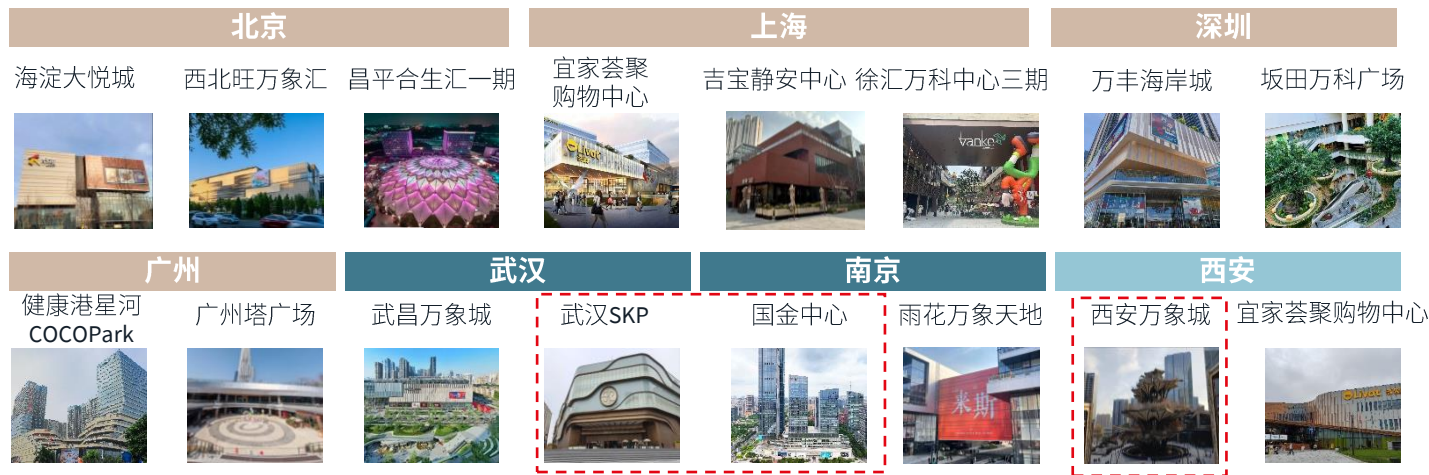 北京
上海
深圳
海淀大悦城
西北旺万象汇
昌平合生汇一期
宜家荟聚
购物中心
吉宝静安中心
徐汇万科中心三期
万丰海岸城
坂田万科广场
Livat
vanke
广州
武汉
南京
西安
健康港星河
COCOPark
广州塔广场
武昌万象城
武汉SKP
国金中心
雨花万象天地
西安万象城
宜家荟聚购物中心
米斯
Livat